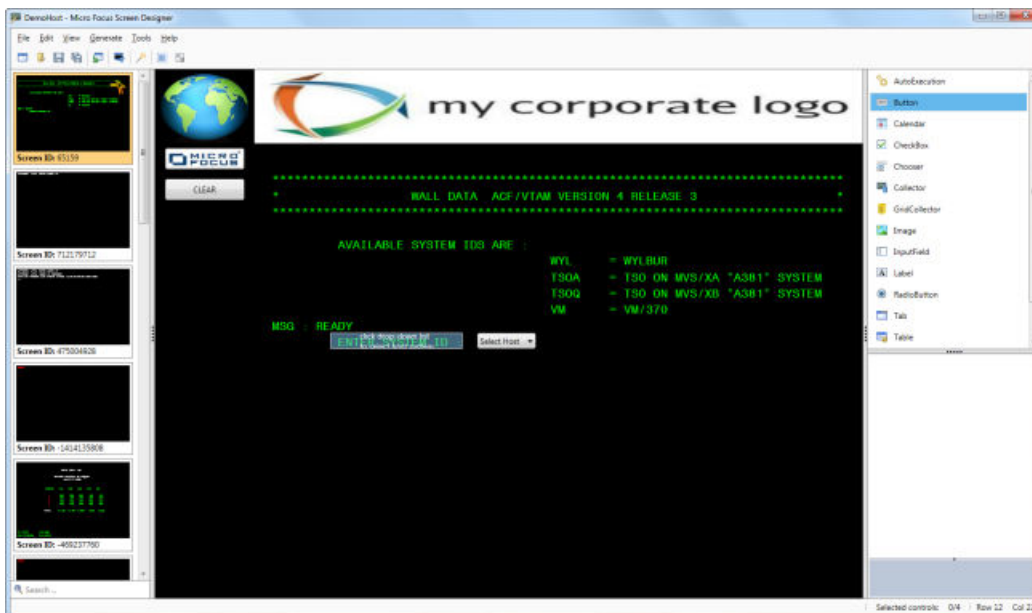 DemoHost - Micro Focus Screen Designer
File Edit View Generate Tools Help
Screen ID: 65159
Screen ID: 712179712
Screen ID: 475004928
Screen ID: -1414135808
Screen ID: -469237760
Search ...
my corporate logo
MICRO FOCUS
CLEAR
****************************************************************
* WALL DATA ACF/VTAM VERSION 4 RELEASE 3 *
****************************************************************
AVAILABLE SYSTEM IDS ARE :
WYL = WYLBUR
TSOA = TSO ON MVS/XA "A381" SYSTEM
TSOQ = TSO ON MVS/XB "A381" SYSTEM
VM = VM/370
MSG : READY
ENTER SYSTEM ID
Select Host
AutoExecution
Button
Calendar
CheckBox
Chooser
Collector
GridCollector
Image
InputField
Label
RadioButton
Tab
Table
Selected controls: 0/4 Row 12 Col